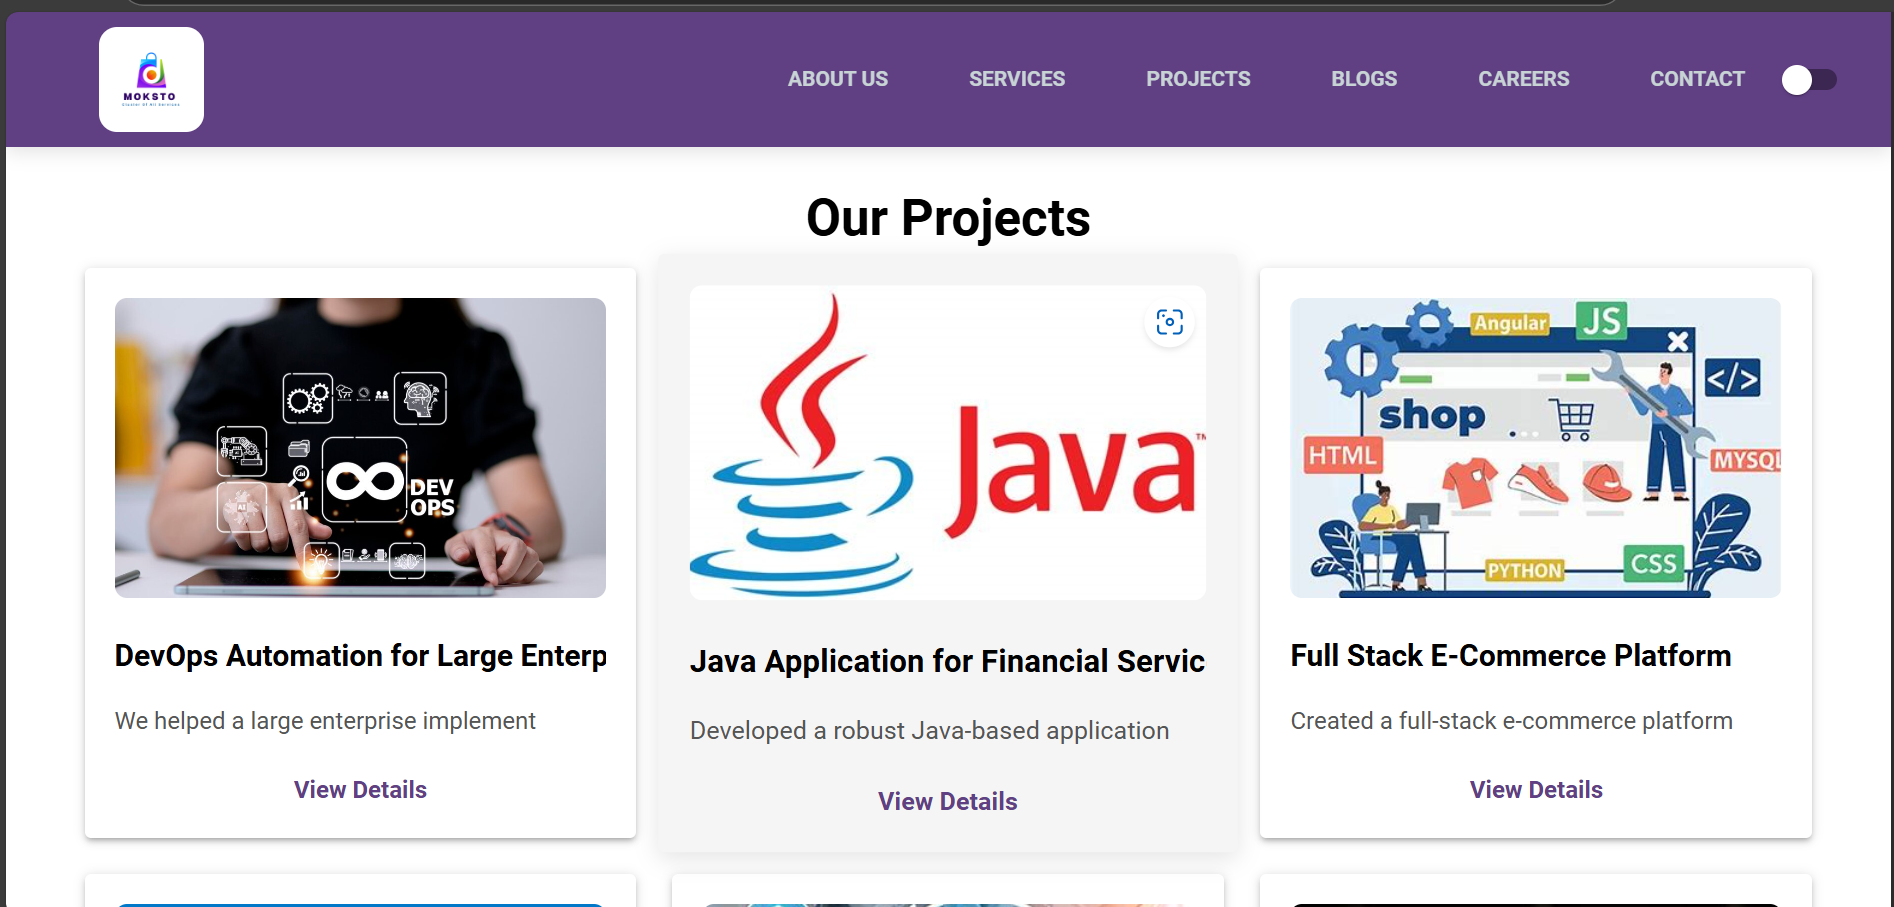 MOKSTO
ABOUT US
SERVICES
PROJECTS
BLOGS
CAREERS
CONTACT
Our Projects
DEV
OPS
AI
DevOps Automation for Large Enterp
We helped a large enterprise implement
View Details
Java™
Java Application for Financial Servic
Developed a robust Java-based application
View Details
Angular
JS
</>
shop
HTML
MYSQL
PYTHON
CSS
Full Stack E-Commerce Platform
Created a full-stack e-commerce platform
View Details